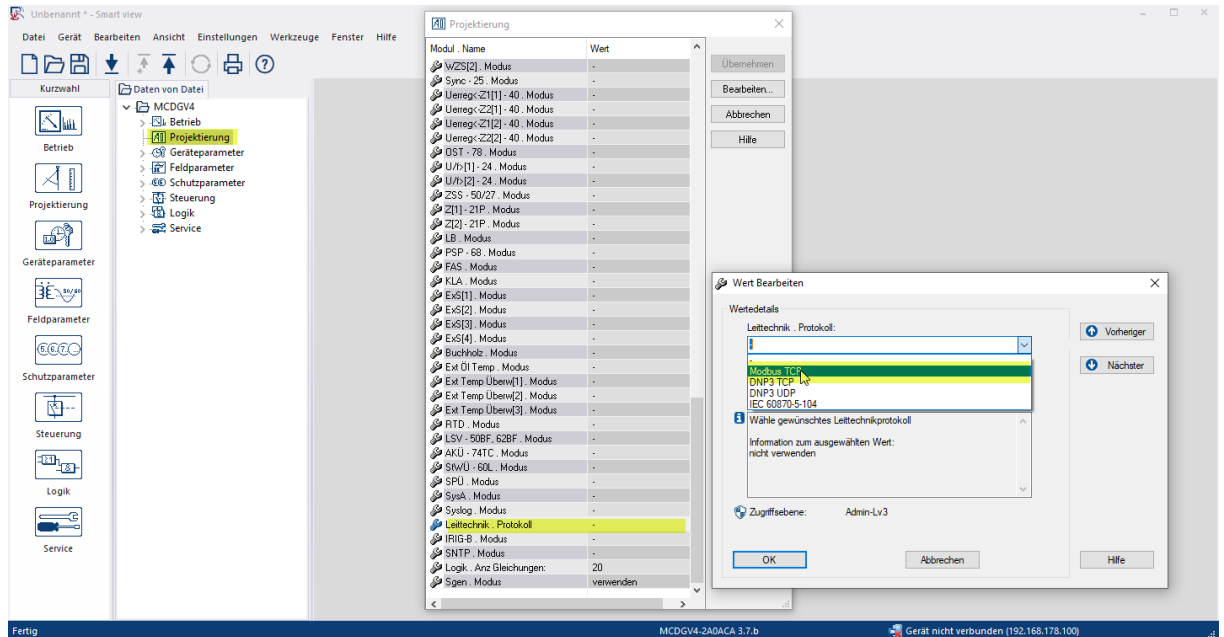 Unbenannt * - Smart view
Datei Gerät Bearbeiten Ansicht Einstellungen Werkzeuge Fenster Hilfe
Kurzwahl
Betrieb
Projektierung
Geräteparameter
Feldparameter
Schutzparameter
Steuerung
Logik
Service
Daten von Datei
MCDGV4
Betrieb
Projektierung
Geräteparameter
Feldparameter
Schutzparameter
Steuerung
Logik
Service
Projektierung
Modul . Name Wert
WZS[2] . Modus -
Sync - 25 . Modus -
Uerreg<-Z1[1] - 40 . Modus -
Uerreg<-Z2[1] - 40 . Modus -
Uerreg<-Z1[2] - 40 . Modus -
Uerreg<-Z2[2] - 40 . Modus -
OST - 78 . Modus -
U/f>[1] - 24 . Modus -
U/f>[2] - 24 . Modus -
ZSS - 50/27 . Modus -
Z[1] - 21P . Modus -
Z[2] - 21P . Modus -
LB . Modus -
PSP - 68 . Modus -
FAS . Modus -
KLA . Modus -
ExS[1] . Modus -
ExS[2] . Modus -
ExS[3] . Modus -
ExS[4] . Modus -
Buchholz . Modus -
Ext Öl Temp . Modus -
Ext Temp Überw[1] . Modus -
Ext Temp Überw[2] . Modus -
Ext Temp Überw[3] . Modus -
RTD . Modus -
LSV - 50BF, 62BF . Modus -
AKÜ - 74TC . Modus -
StWÜ - 60L . Modus -
SPÜ . Modus -
SysA . Modus -
Syslog . Modus -
Leittechnik . Protokoll -
IRIG-B . Modus -
SNTP . Modus -
Logik . Anz Gleichungen: 20
Sgen . Modus verwenden
Übernehmen
Bearbeiten...
Abbrechen
Hilfe
Wert Bearbeiten
Wertedetails
Leittechnik . Protokoll:
-
-
Modbus TCP
DNP3 TCP
DNP3 UDP
IEC 60870-5-104
Wähle gewünschtes Leittechnikprotokoll
Information zum ausgewählten Wert:
nicht verwenden
Zugriffsebene: Admin-Lv3
Vorheriger
Nächster
OK Abbrechen Hilfe
Fertig MCDGV4-2A0ACA 3.7.b Gerät nicht verbunden (192.168.178.100)